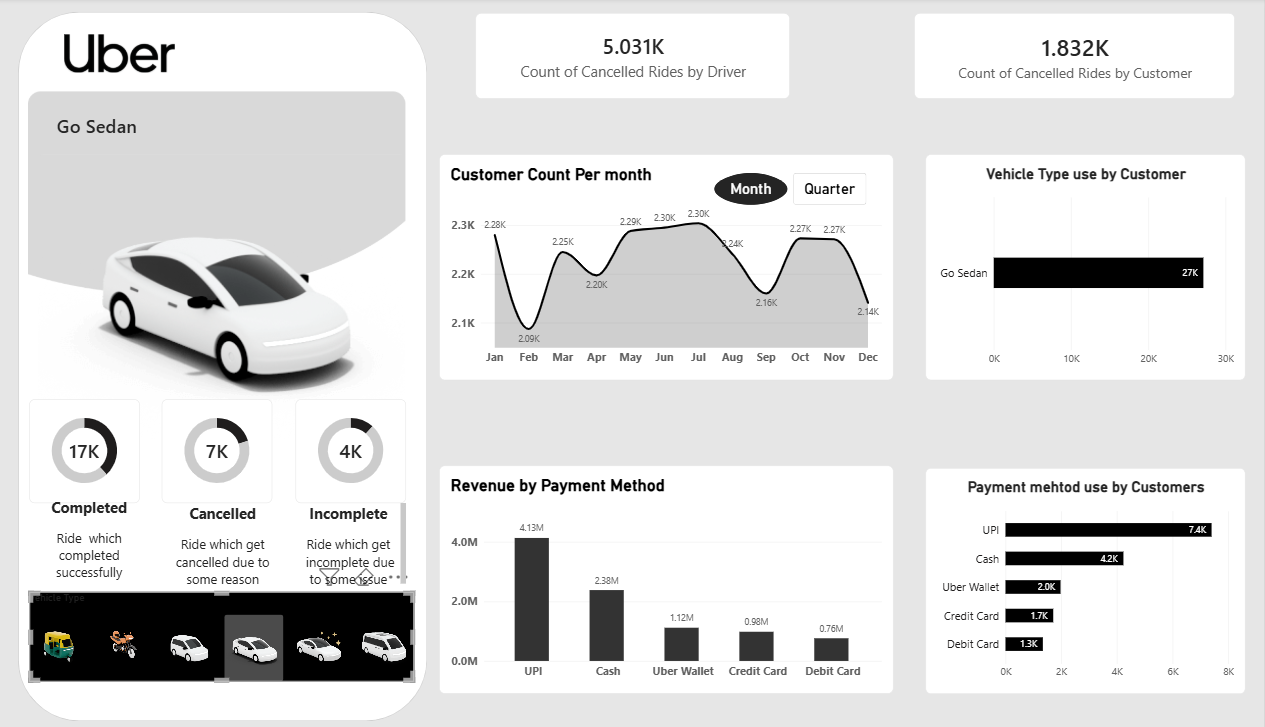 Uber
Go Sedan
17K
Completed
Ride which
completed
successfully
7K
Cancelled
Ride which get
cancelled due to
some reason
4K
Incomplete
Ride which get
incomplete due
to some issue
Vehicle Type
5.031K
Count of Cancelled Rides by Driver
1.832K
Count of Cancelled Rides by Customer
Customer Count Per month
Month
Quarter
2.3K
2.2K
2.1K
2.28K
2.09K
2.25K
2.20K
2.29K
2.30K
2.30K
2.24K
2.16K
2.27K
2.27K
2.14K
Jan Feb Mar Apr May Jun Jul Aug Sep Oct Nov Dec
Vehicle Type use by Customer
Go Sedan 27K
0K 10K 20K 30K
Revenue by Payment Method
4.0M
2.0M
0.0M
4.13M
2.38M
1.12M
0.98M
0.76M
UPI Cash Uber Wallet Credit Card Debit Card
Payment mehtod use by Customers
UPI 7.4K
Cash 4.2K
Uber Wallet 2.0K
Credit Card 1.7K
Debit Card 1.3K
0K 2K 4K 6K 8K